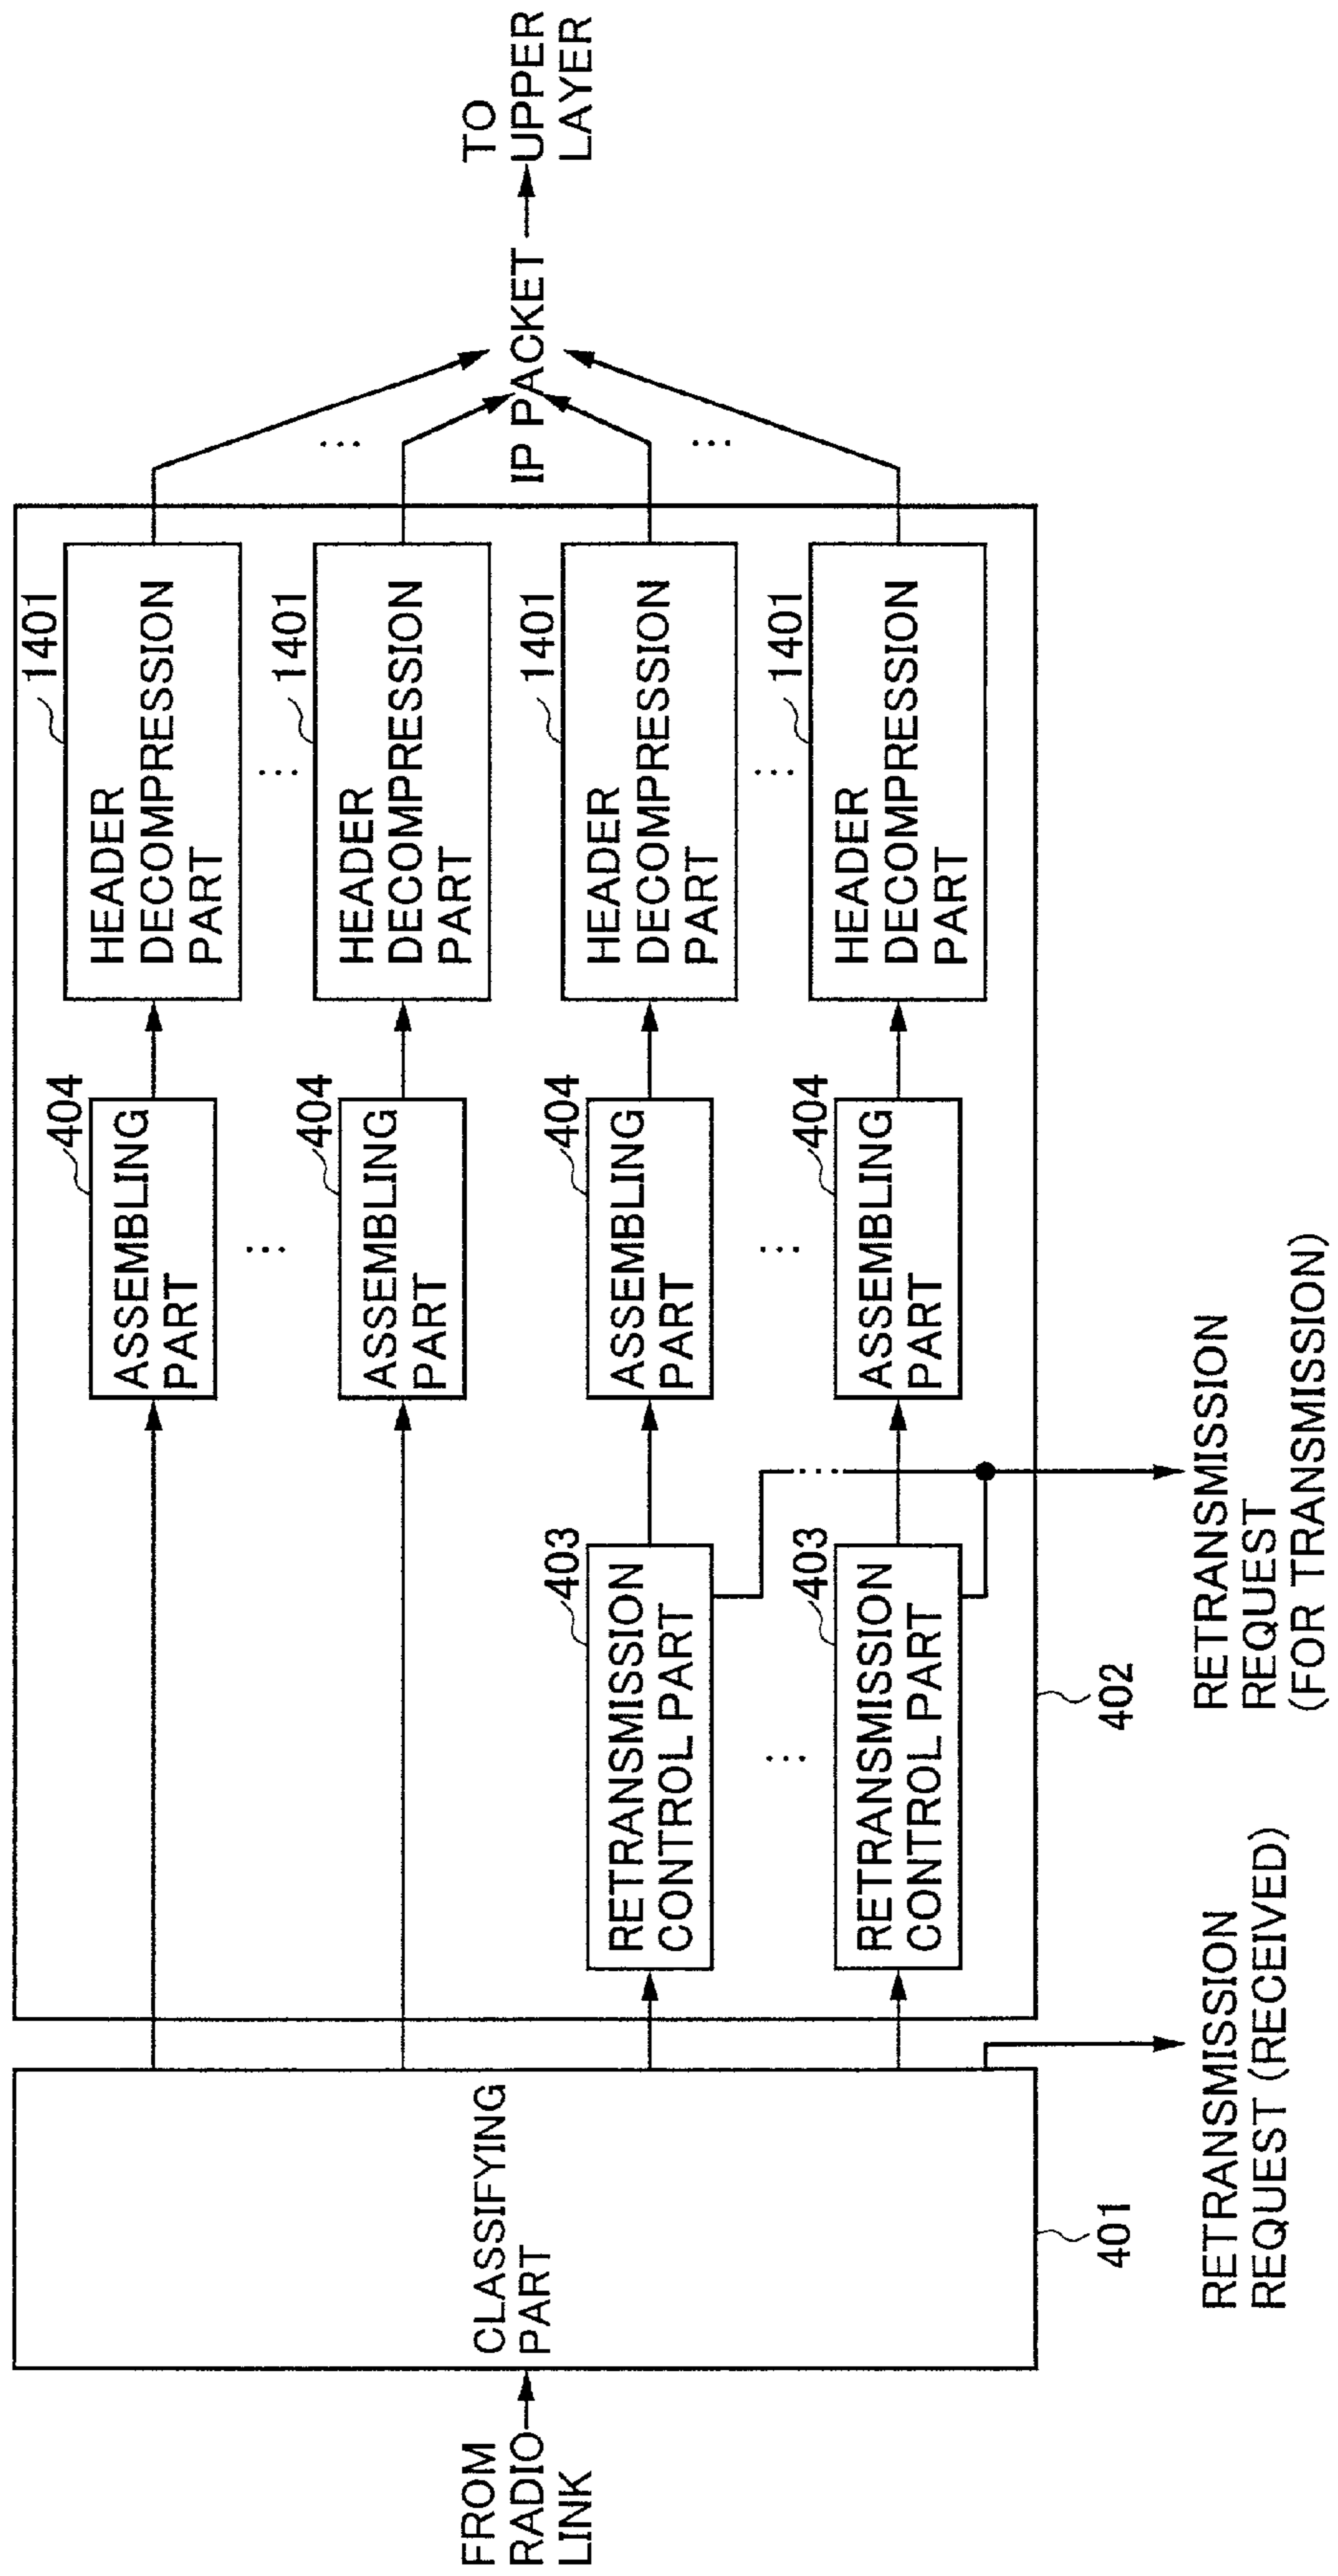 FROM
RADIO
LINK
CLASSIFYING
PART
401
RETRANSMISSION
REQUEST (RECEIVED)
402
ASSEMBLING
PART
404
HEADER
DECOMPRESSION
PART
1401
...
...
ASSEMBLING
PART
404
HEADER
DECOMPRESSION
PART
1401
...
RETRANSMISSION
CONTROL PART
403
ASSEMBLING
PART
404
HEADER
DECOMPRESSION
PART
1401
...
...
...
...
RETRANSMISSION
CONTROL PART
403
ASSEMBLING
PART
404
HEADER
DECOMPRESSION
PART
1401
...
RETRANSMISSION
REQUEST
(FOR TRANSMISSION)
IP PACKET
TO
UPPER
LAYER